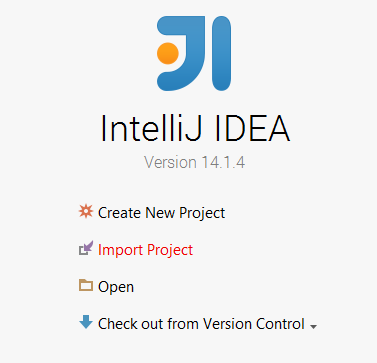 IntelliJ IDEA
Version 14.1.4
Create New Project
Import Project
Open
Check out from Version Control